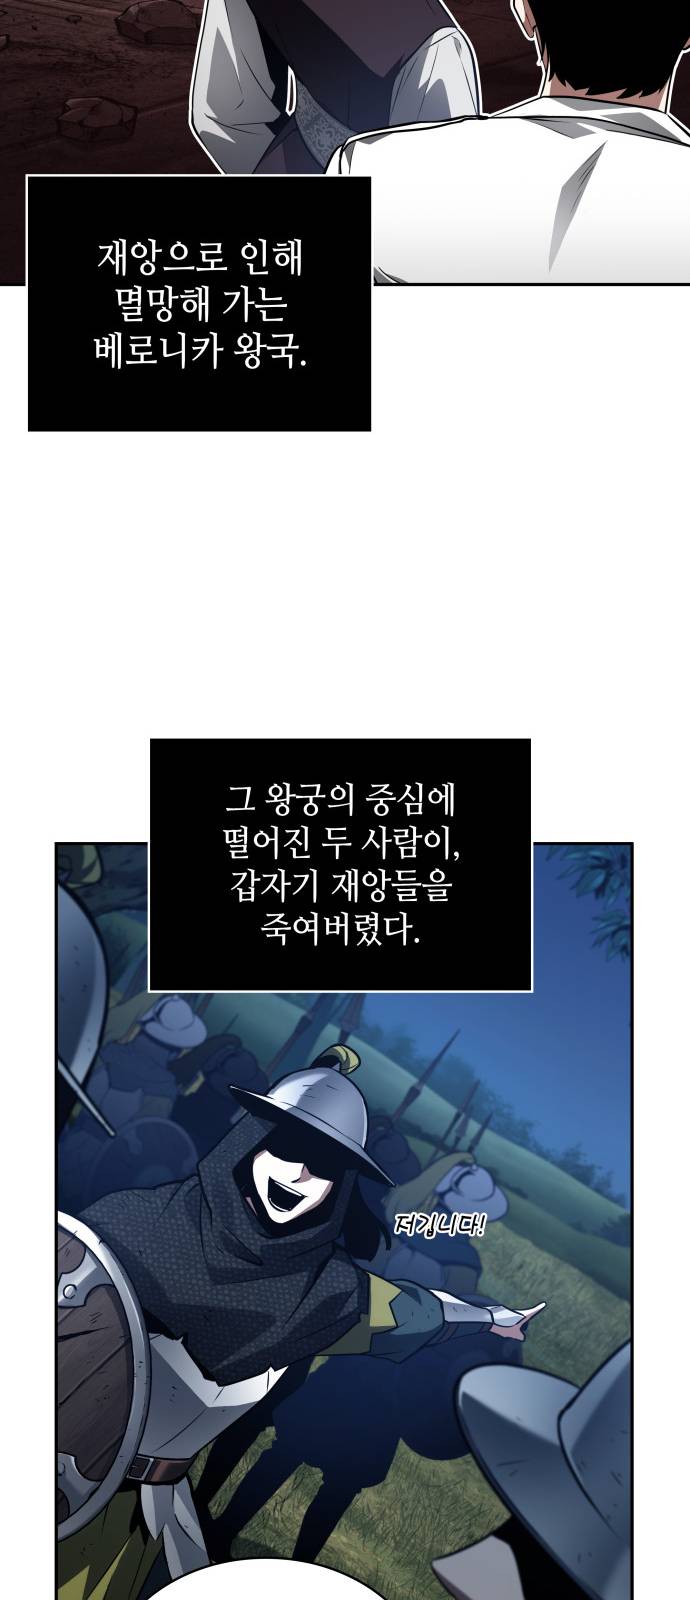 재앙으로 인해
멸망해 가는
베로니카 왕국.
그 왕궁의 중심에
떨어진 두 사람이,
갑자기 재앙들을
죽여버렸다.
저깁니다!